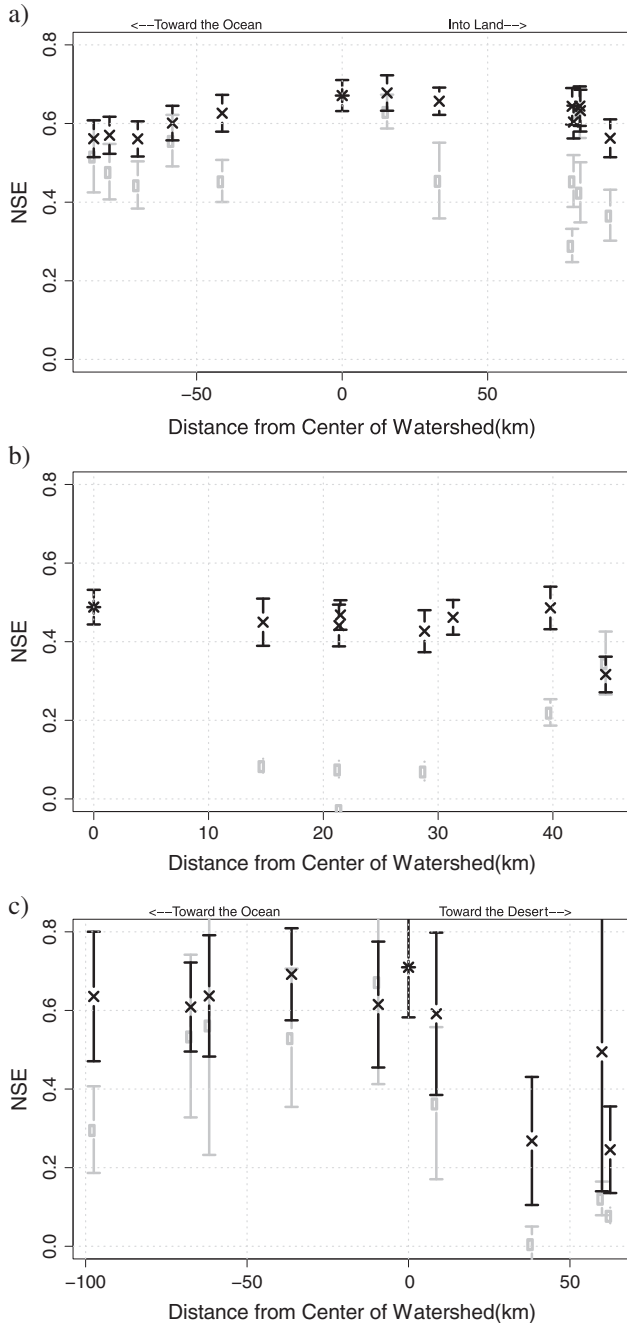 a)
<--Toward the Ocean Into Land-->
0.8
0.6
0.4
0.2
0.0
NSE
−50 0 50
Distance from Center of Watershed(km)
b)
0.8
0.6
0.4
0.2
0.0
NSE
0 10 20 30 40
Distance from Center of Watershed(km)
c)
<--Toward the Ocean Toward the Desert-->
0.8
0.6
0.4
0.2
0.0
NSE
−100 −50 0 50
Distance from Center of Watershed(km)